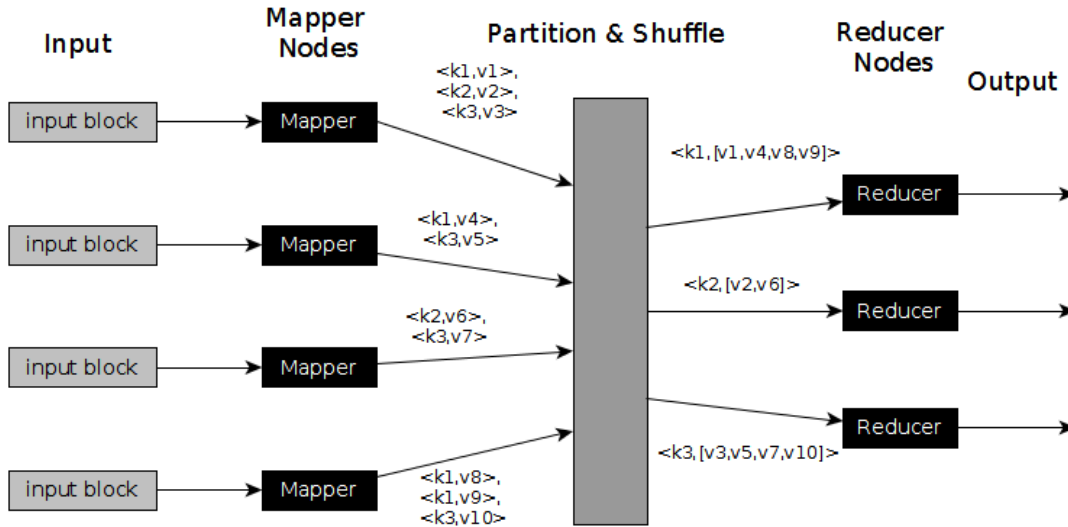 Input
Mapper
Nodes
Partition & Shuffle
Reducer
Nodes
Output
<k1,v1>,
<k2,v2>,
<k3,v3>
input block
Mapper
<k1,[v1,v4,v8,v9]>
Reducer
<k1,v4>,
<k3,v5>
input block
Mapper
<k2,[v2,v6]>
Reducer
<k2,v6>,
<k3,v7>
input block
Mapper
Reducer
<k3,[v3,v5,v7,v10]>
input block
Mapper
<k1,v8>,
<k1,v9>,
<k3,v10>